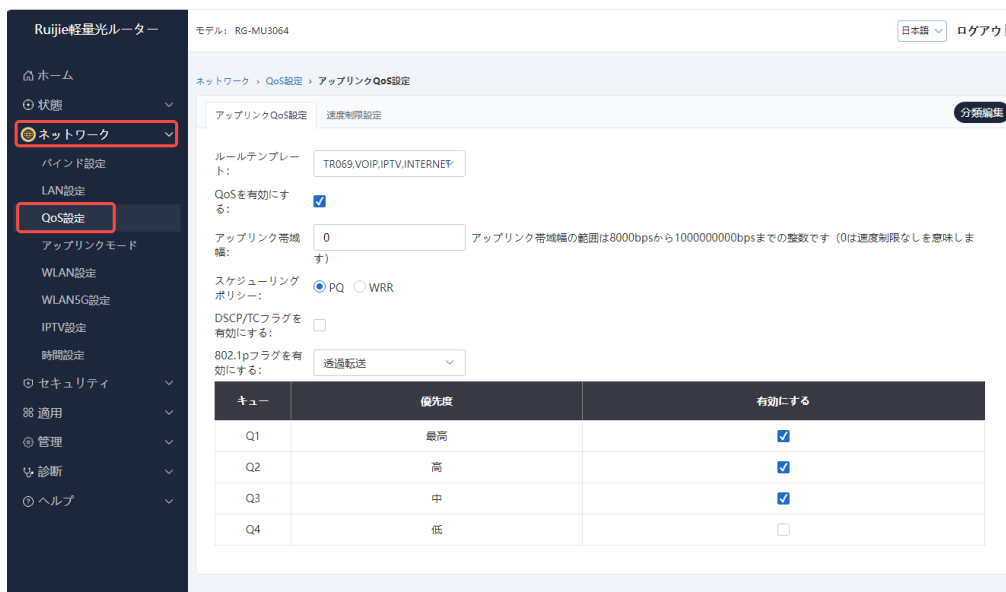 Ruijie軽量光ルーター
モデル: RG-MU3064
日本語
ログアウ
ホーム
状態
ネットワーク
バインド設定
LAN設定
QoS設定
アップリンクモード
WLAN設定
WLAN5G設定
IPTV設定
時間設定
セキュリティ
適用
管理
診断
ヘルプ
ネットワーク › QoS設定 › アップリンクQoS設定
アップリンクQoS設定
速度制限設定
分類編集
ルールテンプレー
ト:
TR069,VOIP,IPTV,INTERNET
QoSを有効にす
る:
アップリンク帯域
幅:
0
アップリンク帯域幅の範囲は8000bpsから1000000000bpsまでの整数です（0は速度制限なしを意味しま
す）
スケジューリング
ポリシー:
PQ
WRR
DSCP/TCフラグを
有効にする:
802.1pフラグを有
効にする:
透過転送
キュー 優先度 有効にする
Q1 最高
Q2 高
Q3 中
Q4 低